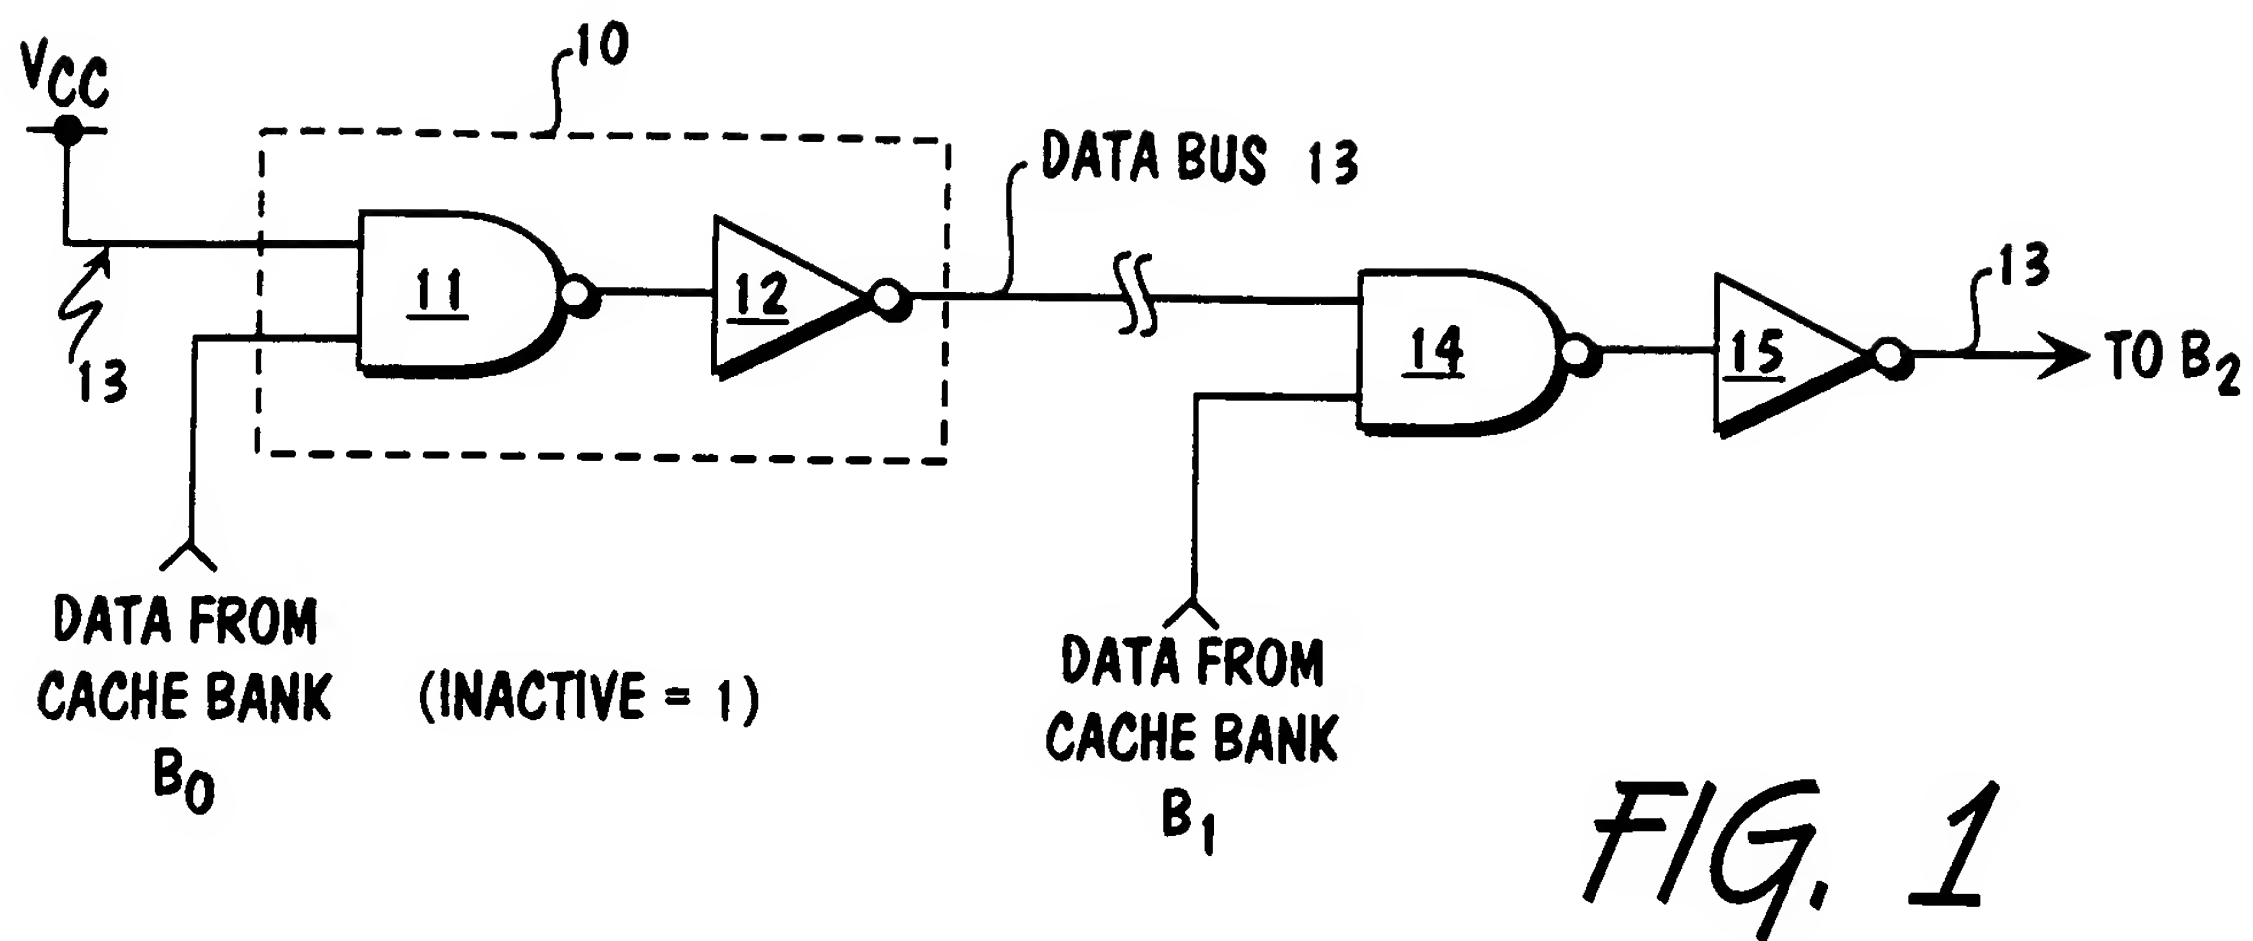 VCC
10
DATA BUS 13
11
12
13
14
15
13
TO B2
DATA FROM
CACHE BANK
B0
(INACTIVE = 1)
DATA FROM
CACHE BANK
B1
FIG. 1